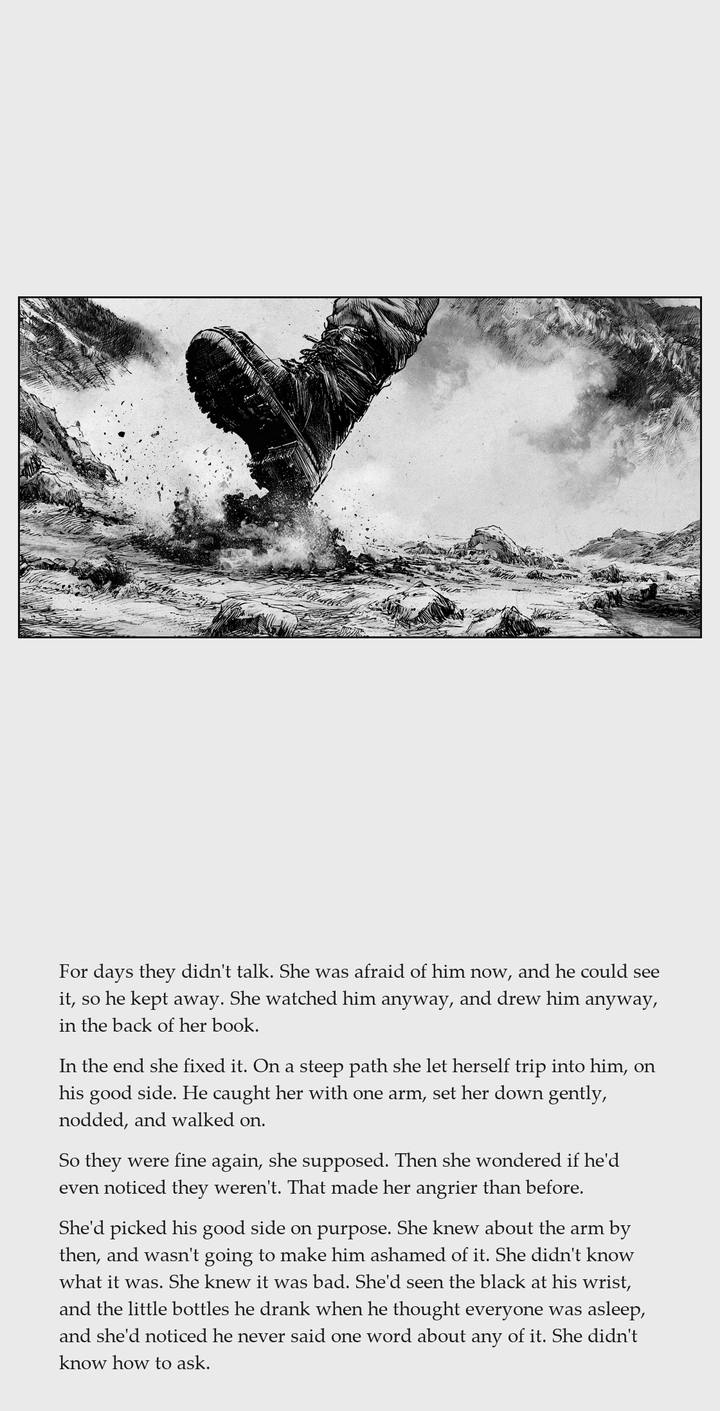 For days they didn't talk. She was afraid of him now, and he could see
it, so he kept away. She watched him anyway, and drew him anyway,
in the back of her book.
In the end she fixed it. On a steep path she let herself trip into him, on
his good side. He caught her with one arm, set her down gently,
nodded, and walked on.
So they were fine again, she supposed. Then she wondered if he'd
even noticed they weren't. That made her angrier than before.
She'd picked his good side on purpose. She knew about the arm by
then, and wasn't going to make him ashamed of it. She didn't know
what it was. She knew it was bad. She'd seen the black at his wrist,
and the little bottles he drank when he thought everyone was asleep,
and she'd noticed he never said one word about any of it. She didn't
know how to ask.